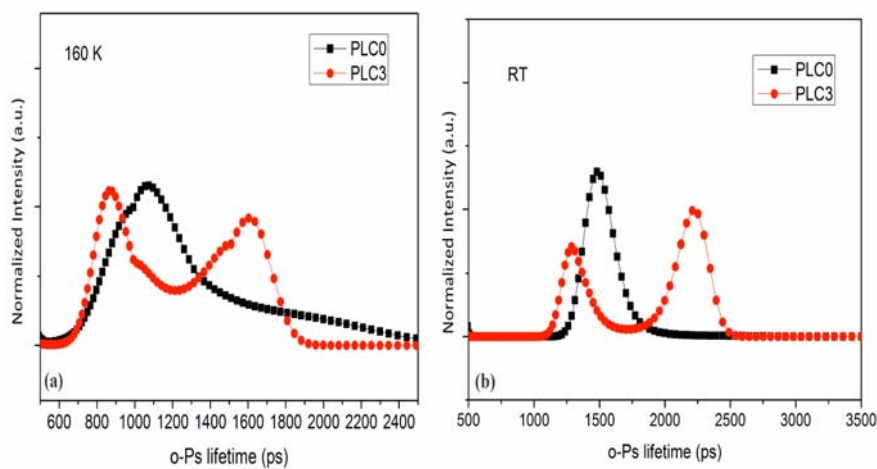 160 K
PLC0
PLC3
Normalized Intensity (a.u.)
(a)
600 800 1000 1200 1400 1600 1800 2000 2200 2400
o-Ps lifetime (ps)
RT
PLC0
PLC3
Normalized Intensity (a.u.)
(b)
500 1000 1500 2000 2500 3000 3500
o-Ps lifetime (ps)